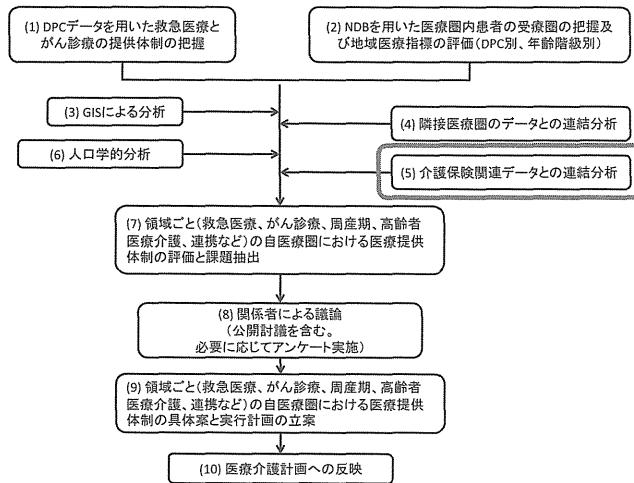 (1) DPCデータを用いた救急医療と
がん診療の提供体制の把握
(2) NDBを用いた医療圏内患者の受療圏の把握及
び地域医療指標の評価(DPC別、年齢階級別)
(3) GISによる分析
(4) 隣接医療圏のデータとの連結分析
(6) 人口学的分析
(5) 介護保険関連データとの連結分析
(7) 領域ごと(救急医療、がん診療、周産期、高齢者
医療介護、連携など)の自医療圏における医療提供
体制の評価と課題抽出
(8) 関係者による議論
(公開討議を含む。
必要に応じてアンケート実施)
(9) 領域ごと(救急医療、がん診療、周産期、高齢者
医療介護、連携など)の自医療圏における医療提供
体制の具体案と実行計画の立案
(10) 医療介護計画への反映